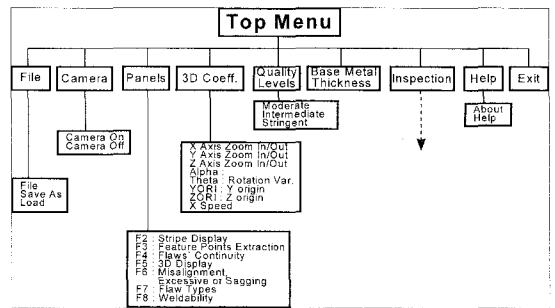 Top Menu
File
Camera
Panels
3D Coeff.
Quality
Levels
Base Metal
Thickness
Inspection
Help
Exit
Moderate
Intermediate
Stringent
About
Help
Camera On
Camera Off
X Axis Zoom In/Out
Y Axis Zoom In/Out
Z Axis Zoom In/Out
Alpha :
Theta : Rotation Var.
YORI : Y origin
ZORI : Z origin
X Speed
File
Save As
Load
F2 : Stripe Display
F3 : Feature Points Extraction
F4 : Flaws' Continuity
F5 : 3D Display
F6 : Misalignment,
Excessive or Sagging
F7 : Flaw Types
F8 : Weldability